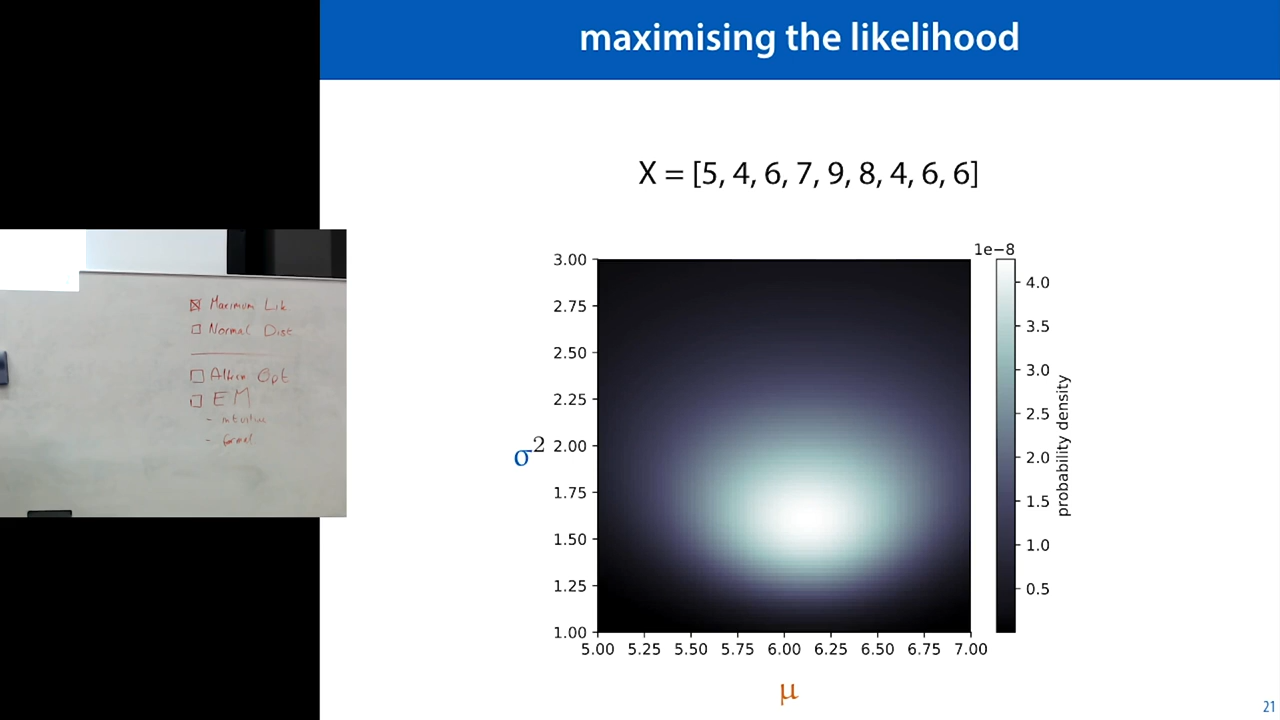 maximising the likelihood
X = [5, 4, 6, 7, 9, 8, 4, 6, 6]
☒ Maximum Lik.
☐ Normal Dist
☐ Altern Opt
☐ EM
- intuitive
- formal
1e−8
3.00
2.75
2.50
2.25
2.00
1.75
1.50
1.25
1.00
σ²
5.00 5.25 5.50 5.75 6.00 6.25 6.50 6.75 7.00
μ
4.0
3.5
3.0
2.5
2.0
1.5
1.0
0.5
probability density
21